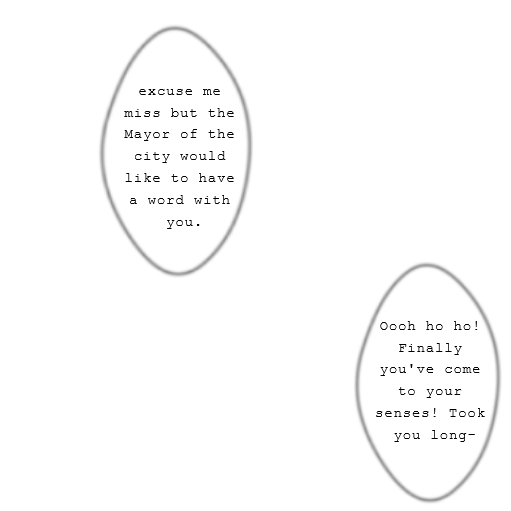 excuse me
miss but the
Mayor of the
city would
like to have
a word with
you.
Oooh ho ho!
Finally
you've come
to your
senses! Took
you long-